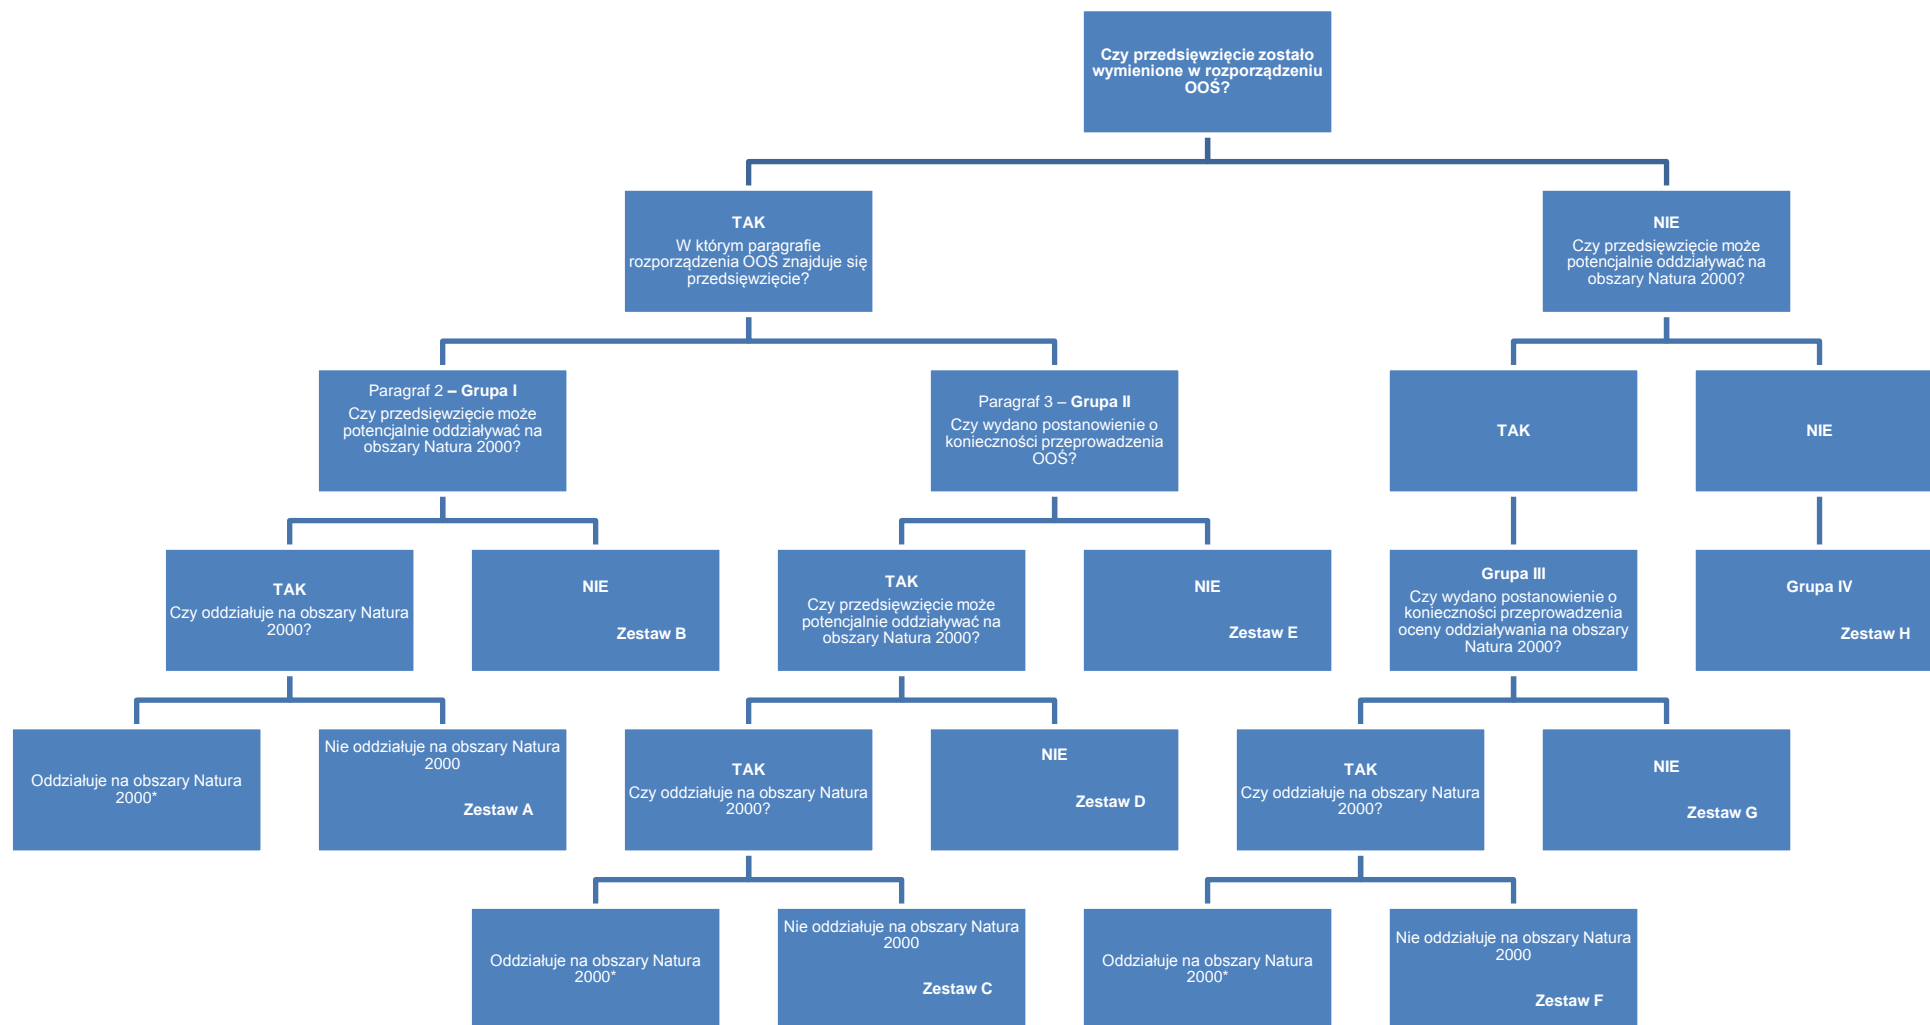 Czy przedsięwzięcie zostało
wymienione w rozporządzeniu
OOŚ?
TAK
W którym paragrafie
rozporządzenia OOŚ znajduje się
przedsięwzięcie?
NIE
Czy przedsięwzięcie może
potencjalnie oddziaływać na
obszary Natura 2000?
Paragraf 2 – Grupa I
Czy przedsięwzięcie może
potencjalnie oddziaływać na
obszary Natura 2000?
Paragraf 3 – Grupa II
Czy wydano postanowienie o
konieczności przeprowadzenia
OOŚ?
TAK
NIE
TAK
Czy oddziałuje na obszary Natura
2000?
NIE
Zestaw B
TAK
Czy przedsięwzięcie może
potencjalnie oddziaływać na
obszary Natura 2000?
NIE
Zestaw E
Grupa III
Czy wydano postanowienie o
konieczności przeprowadzenia
oceny oddziaływania na obszary
Natura 2000?
Grupa IV
Zestaw H
Oddziałuje na obszary Natura
2000*
Nie oddziałuje na obszary Natura
2000
Zestaw A
TAK
Czy oddziałuje na obszary Natura
2000?
NIE
Zestaw D
TAK
Czy oddziałuje na obszary Natura
2000?
NIE
Zestaw G
Oddziałuje na obszary Natura
2000*
Nie oddziałuje na obszary Natura
2000
Zestaw C
Oddziałuje na obszary Natura
2000*
Nie oddziałuje na obszary Natura
2000
Zestaw F